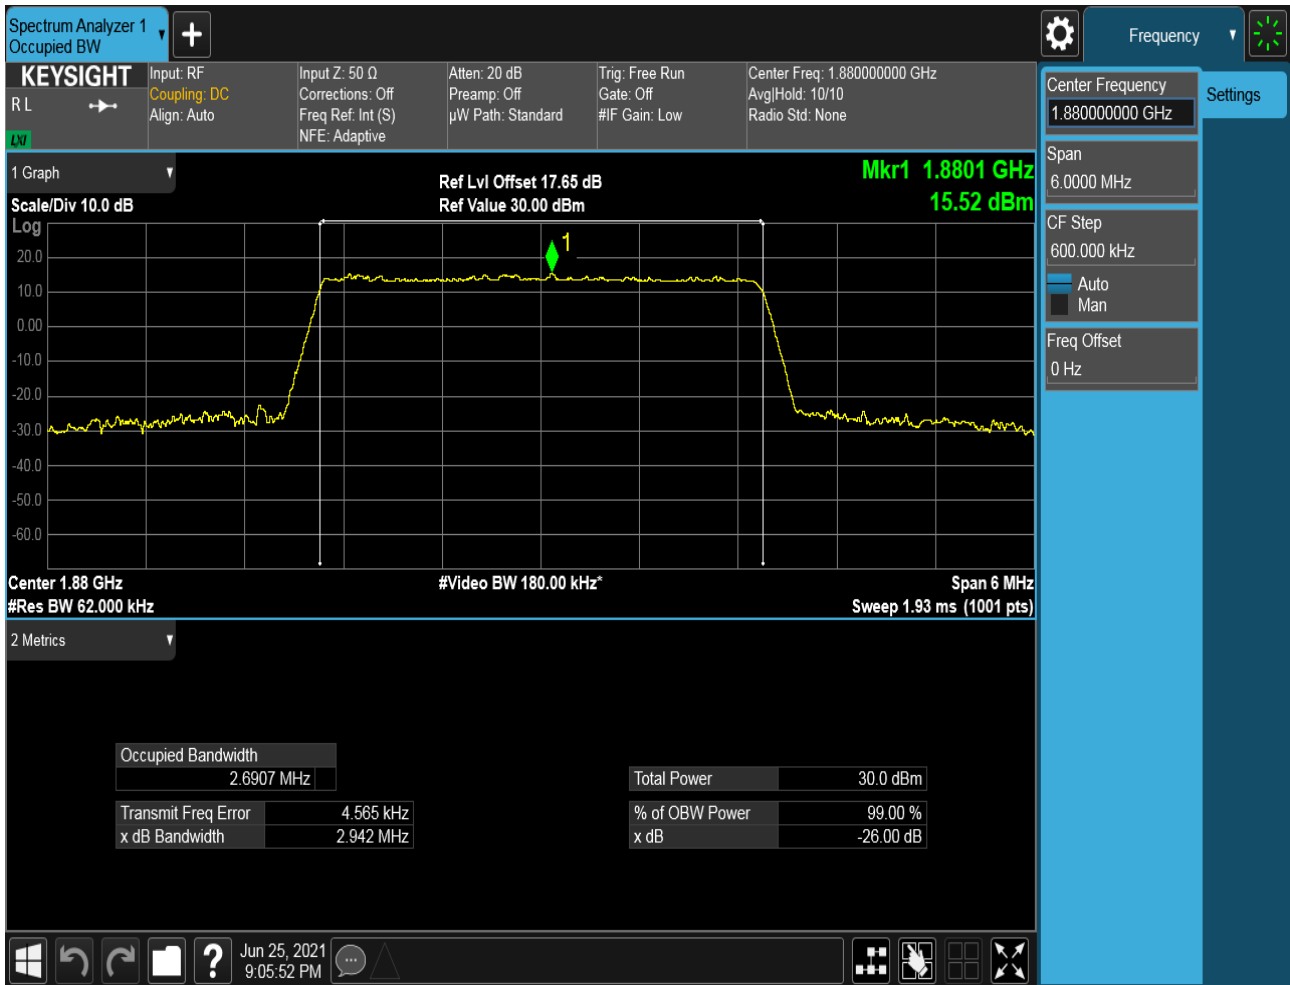 Spectrum Analyzer 1
Occupied BW
Frequency
KEYSIGHT
R L
LXI
Input: RF
Coupling: DC
Align: Auto
Input Z: 50 Ω
Corrections: Off
Freq Ref: Int (S)
NFE: Adaptive
Atten: 20 dB
Preamp: Off
µW Path: Standard
Trig: Free Run
Gate: Off
#IF Gain: Low
Center Freq: 1.880000000 GHz
Avg|Hold: 10/10
Radio Std: None
Center Frequency
1.880000000 GHz
Settings
Span
6.0000 MHz
CF Step
600.000 kHz
Auto
Man
Freq Offset
0 Hz
1 Graph
Scale/Div 10.0 dB
Ref Lvl Offset 17.65 dB
Ref Value 30.00 dBm
Mkr1 1.8801 GHz
15.52 dBm
Log
1
20.0
10.0
0.00
-10.0
-20.0
-30.0
-40.0
-50.0
-60.0
Center 1.88 GHz
#Res BW 62.000 kHz
#Video BW 180.00 kHz*
Span 6 MHz
Sweep 1.93 ms (1001 pts)
2 Metrics
Occupied Bandwidth
2.6907 MHz
Transmit Freq Error 4.565 kHz
x dB Bandwidth 2.942 MHz
Total Power 30.0 dBm
% of OBW Power 99.00 %
x dB -26.00 dB
?
Jun 25, 2021
9:05:52 PM